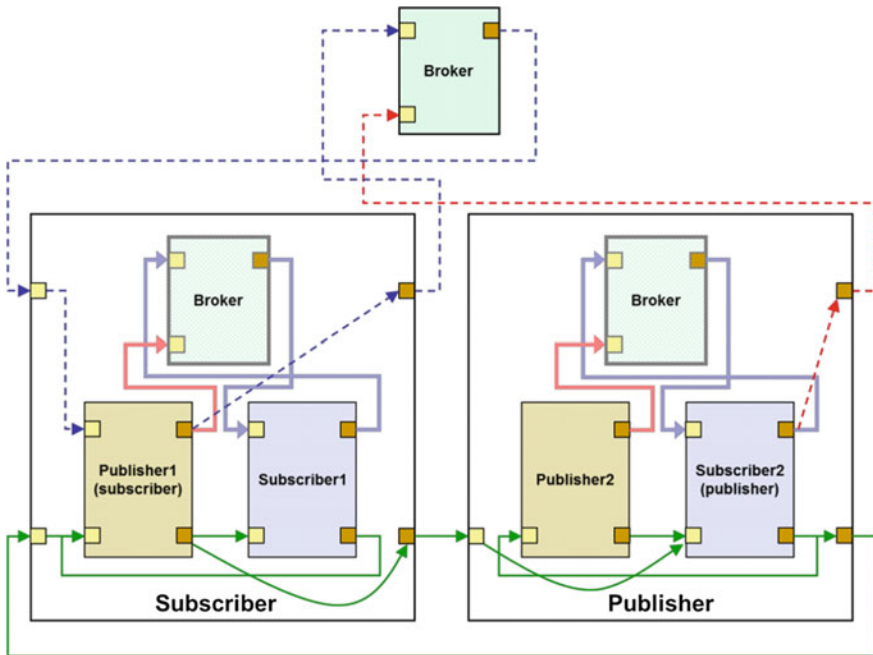 Broker
Broker
Broker
Publisher1
(subscriber)
Subscriber1
Publisher2
Subscriber2
(publisher)
Subscriber
Publisher